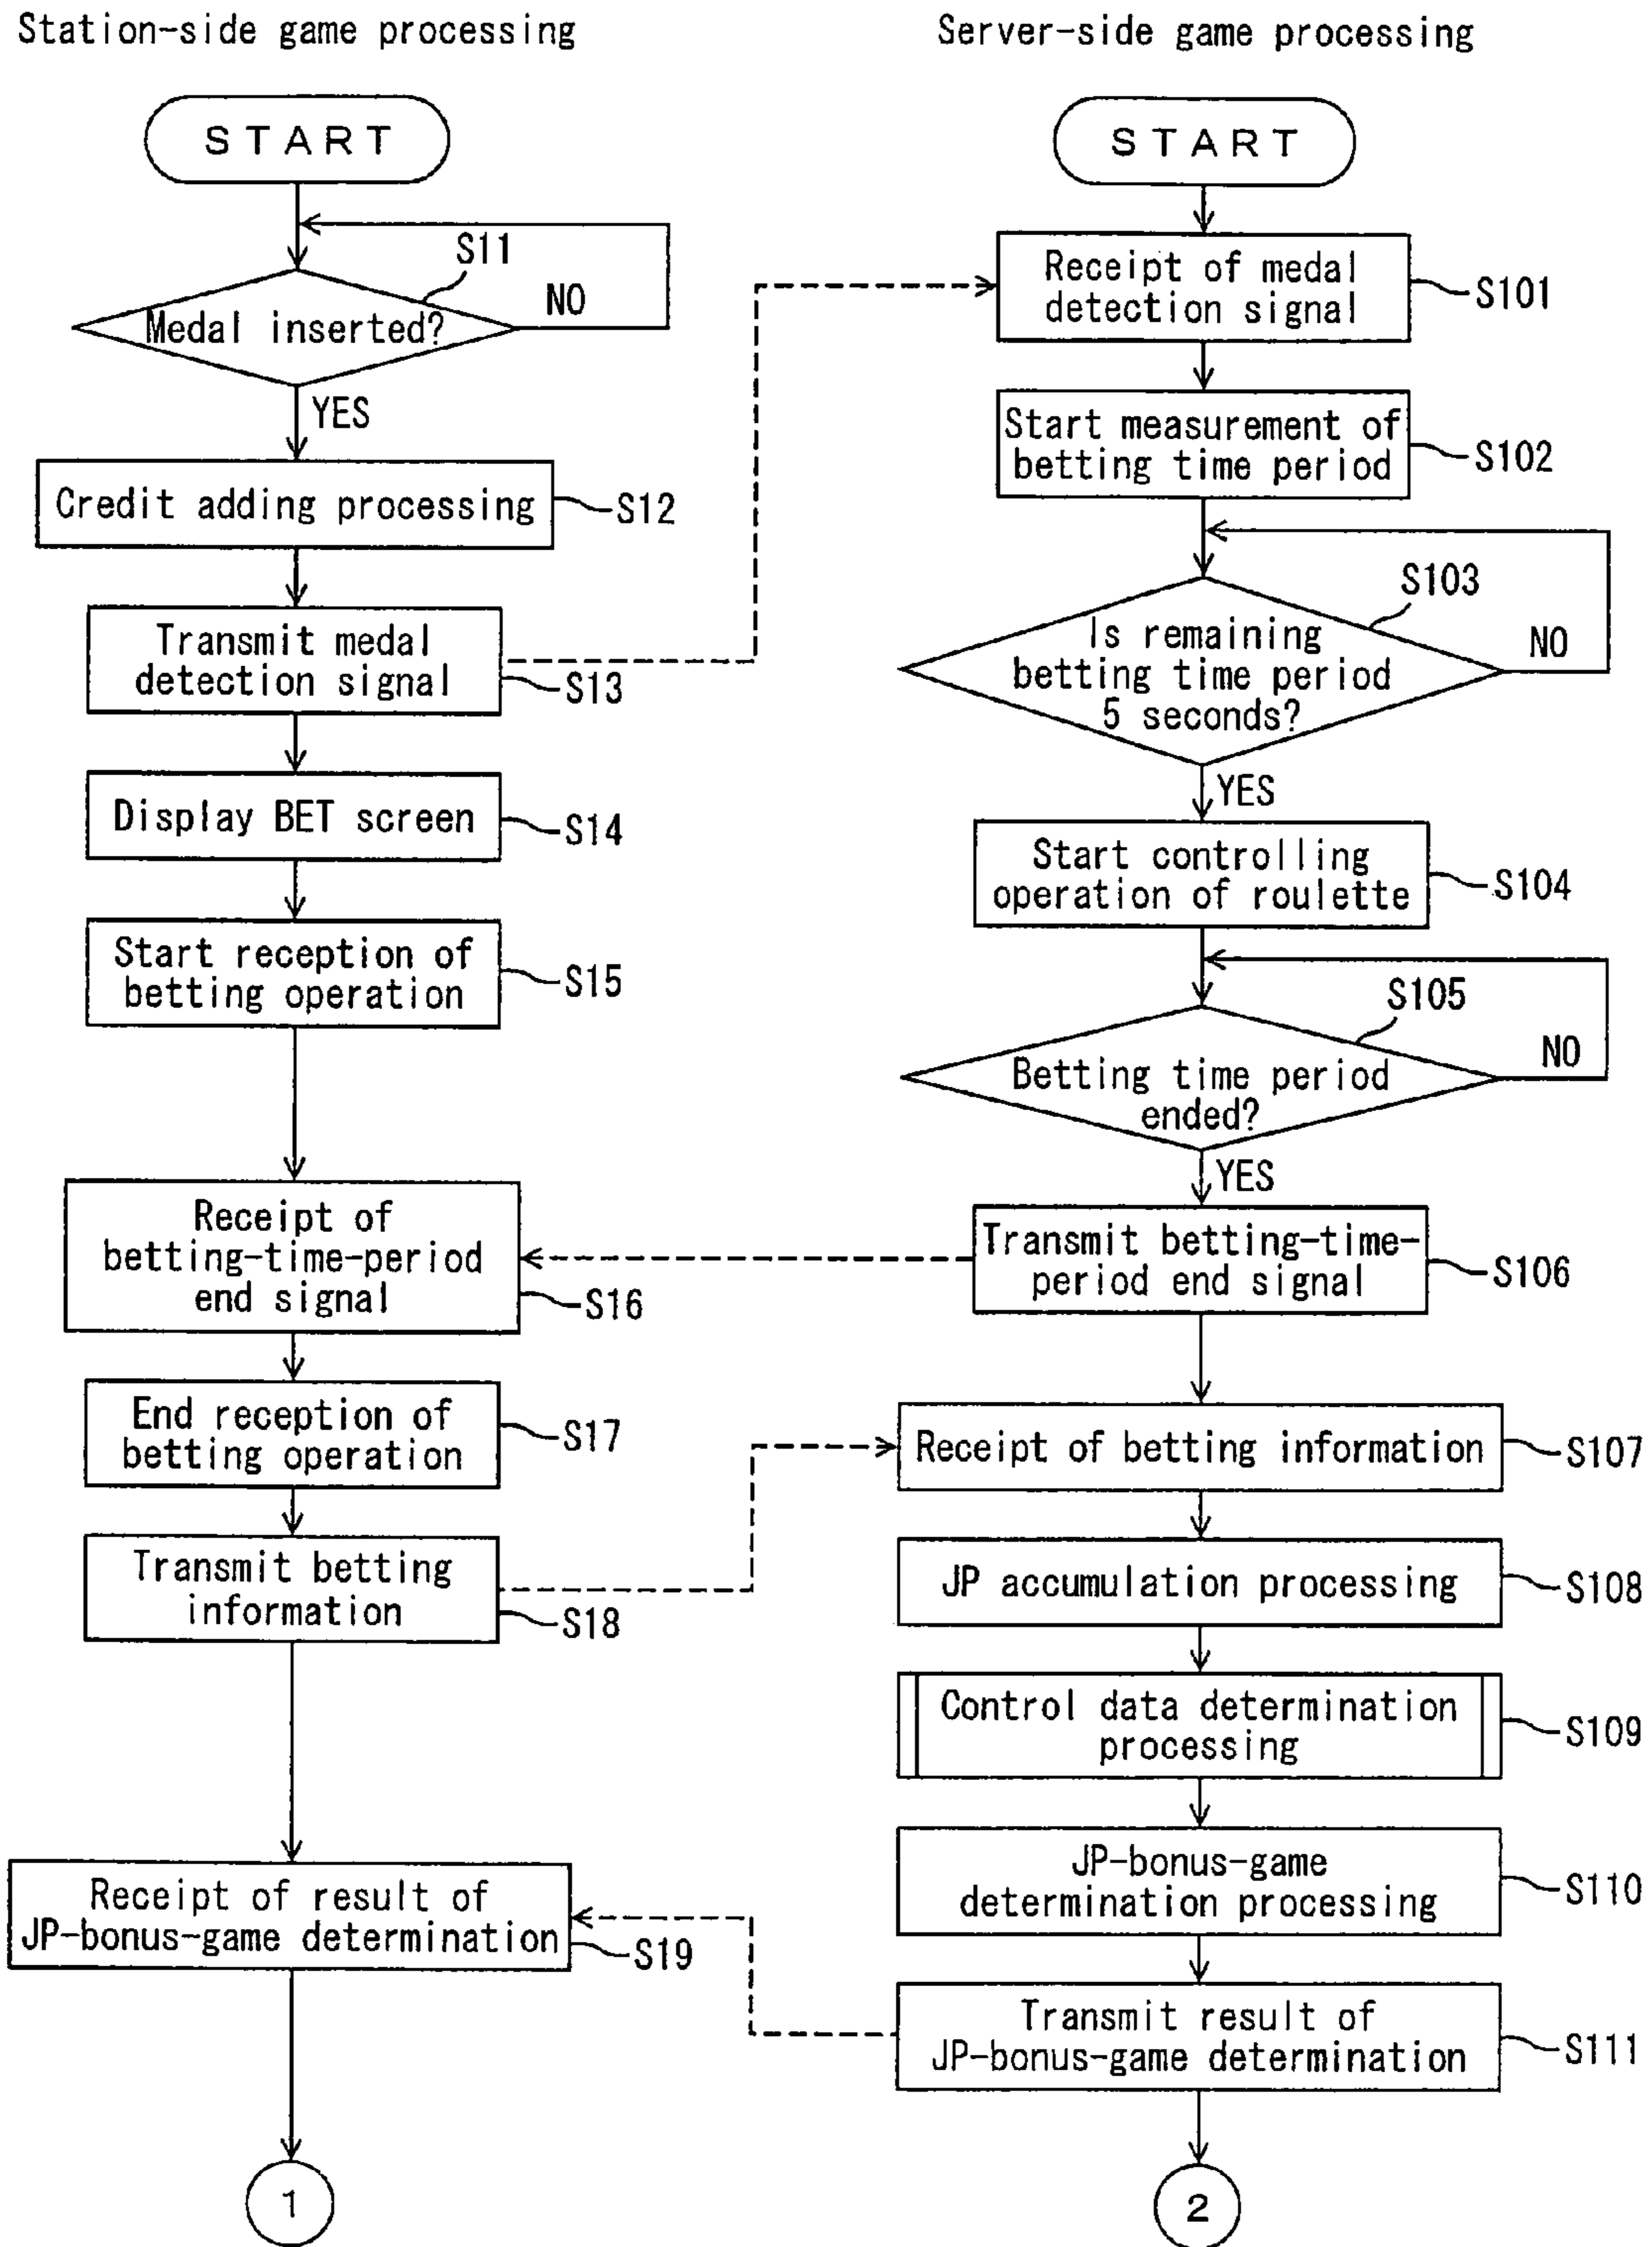 Station-side game processing
START
S11
Medal inserted?
NO
YES
Credit adding processing
S12
Transmit medal
detection signal
S13
Display BET screen
S14
Start reception of
betting operation
S15
Receipt of
betting-time-period
end signal
S16
End reception of
betting operation
S17
Transmit betting
information
S18
Receipt of result of
JP-bonus-game determination
S19
1
Server-side game processing
START
Receipt of medal
detection signal
S101
Start measurement of
betting time period
S102
S103
Is remaining
betting time period
5 seconds?
NO
YES
Start controlling
operation of roulette
S104
S105
Betting time period
ended?
NO
YES
Transmit betting-time-
period end signal
S106
Receipt of betting information
S107
JP accumulation processing
S108
Control data determination
processing
S109
JP-bonus-game
determination processing
S110
Transmit result of
JP-bonus-game determination
S111
2